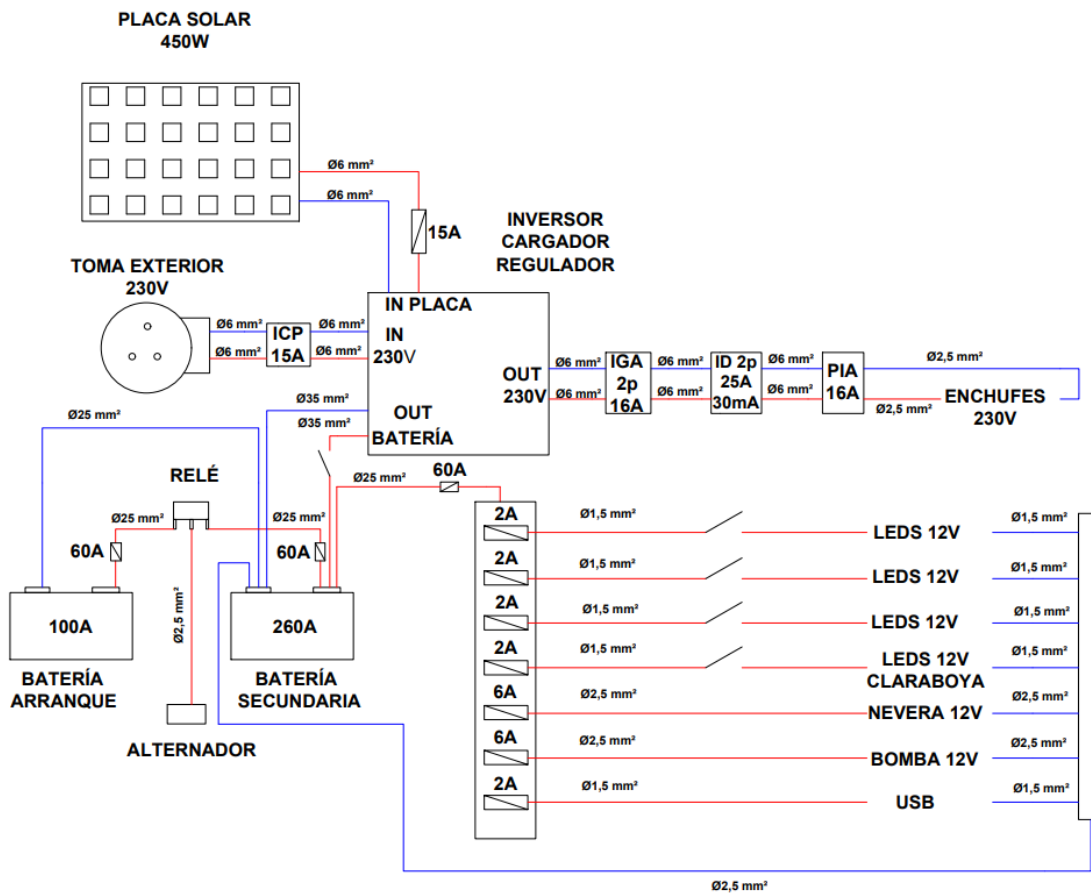 PLACA SOLAR
450W
Ø6 mm²
Ø6 mm²
15A
INVERSOR
CARGADOR
REGULADOR
TOMA EXTERIOR
230V
Ø6 mm²
Ø6 mm²
ICP
15A
Ø6 mm²
Ø6 mm²
IN PLACA
IN
230V
OUT
230V
OUT
BATERÍA
Ø6 mm²
Ø6 mm²
IGA
2p
16A
Ø6 mm²
Ø6 mm²
ID 2p
25A
30mA
Ø6 mm²
Ø6 mm²
PIA
16A
Ø2,5 mm²
Ø2,5 mm²
ENCHUFES
230V
Ø35 mm²
Ø35 mm²
Ø25 mm²
RELÉ
Ø25 mm²
Ø25 mm²
60A
60A
Ø25 mm²
60A
Ø2,5 mm²
100A
BATERÍA
ARRANQUE
260A
BATERÍA
SECUNDARIA
ALTERNADOR
2A
Ø1,5 mm²
LEDS 12V
Ø1,5 mm²
2A
Ø1,5 mm²
LEDS 12V
Ø1,5 mm²
2A
Ø1,5 mm²
LEDS 12V
Ø1,5 mm²
2A
Ø1,5 mm²
LEDS 12V
CLARABOYA
Ø1,5 mm²
6A
Ø2,5 mm²
NEVERA 12V
Ø2,5 mm²
6A
Ø2,5 mm²
BOMBA 12V
Ø2,5 mm²
2A
Ø1,5 mm²
USB
Ø1,5 mm²
Ø2,5 mm²